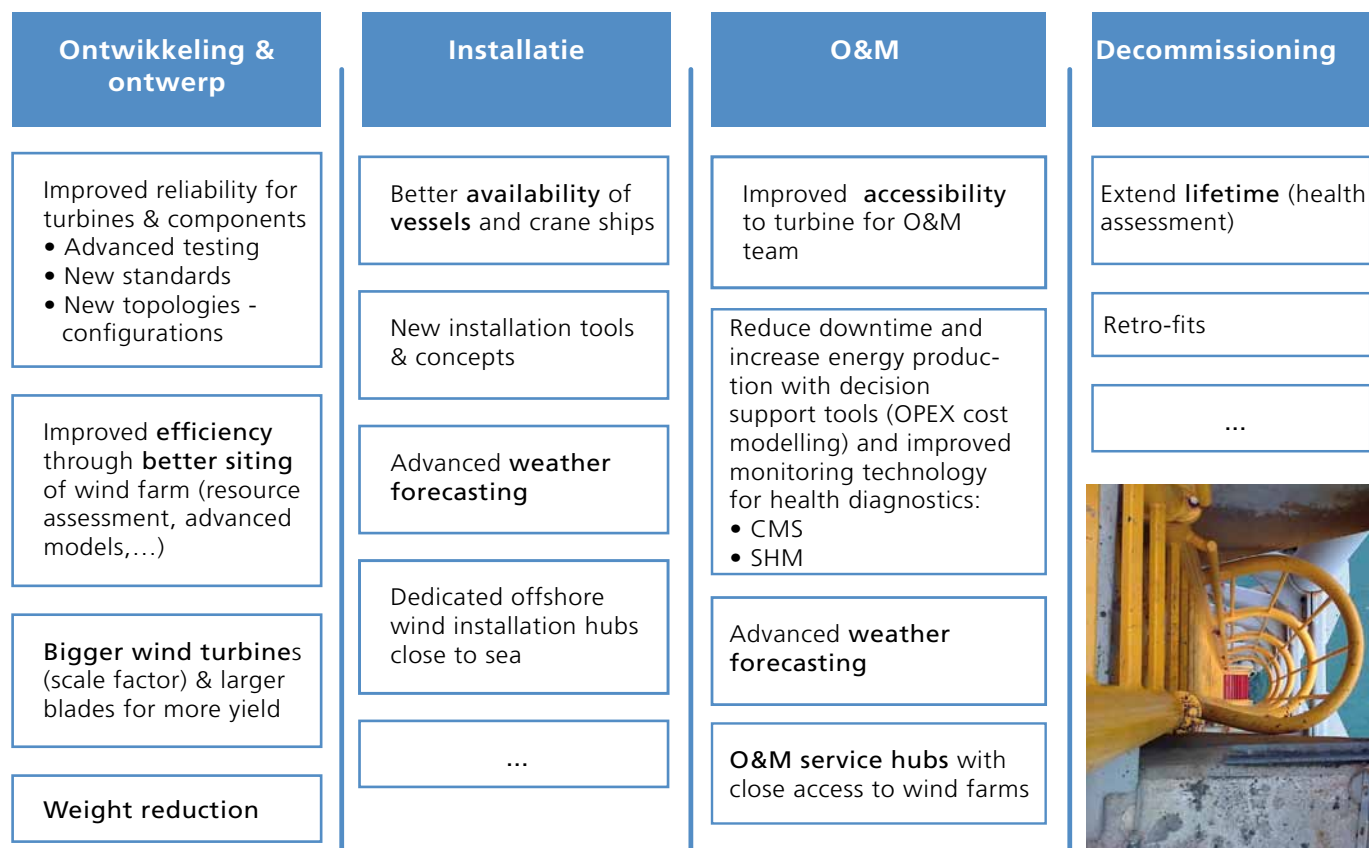 Ontwikkeling &
ontwerp
Improved reliability for
turbines & components
• Advanced testing
• New standards
• New topologies -
configurations
Improved efficiency
through better siting
of wind farm (resource
assessment, advanced
models,...)
Bigger wind turbines
(scale factor) & larger
blades for more yield
Weight reduction
Installatie
Better availability of
vessels and crane ships
New installation tools
& concepts
Advanced weather
forecasting
Dedicated offshore
wind installation hubs
close to sea
...
O&M
Improved accessibility
to turbine for O&M
team
Reduce downtime and
increase energy produc-
tion with decision
support tools (OPEX cost
modelling) and improved
monitoring technology
for health diagnostics:
• CMS
• SHM
Advanced weather
forecasting
O&M service hubs with
close access to wind farms
Decommissioning
Extend lifetime (health
assessment)
Retro-fits
...